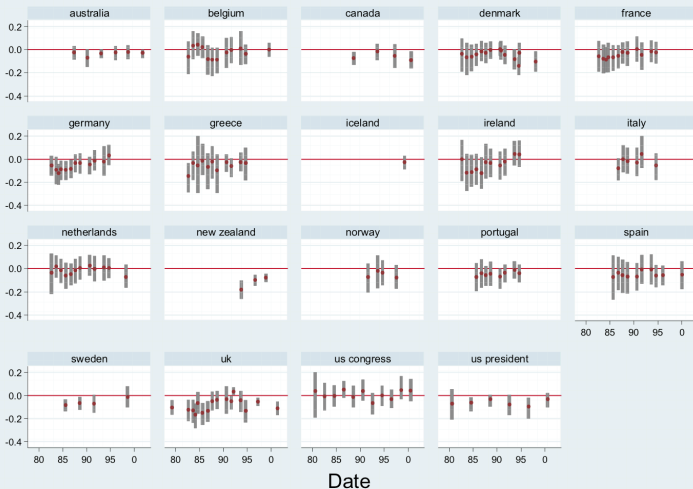 australia belgium canada denmark france
0.2
0.0
-0.2
-0.4
germany greece iceland ireland italy
0.2
0.0
-0.2
-0.4
netherlands new zealand norway portugal spain
0.2
0.0
-0.2
-0.4
80 85 90 95 0
sweden uk us congress us president
0.2
0.0
-0.2
-0.4
80 85 90 95 0 80 85 90 95 0 80 85 90 95 0 80 85 90 95 0
Date